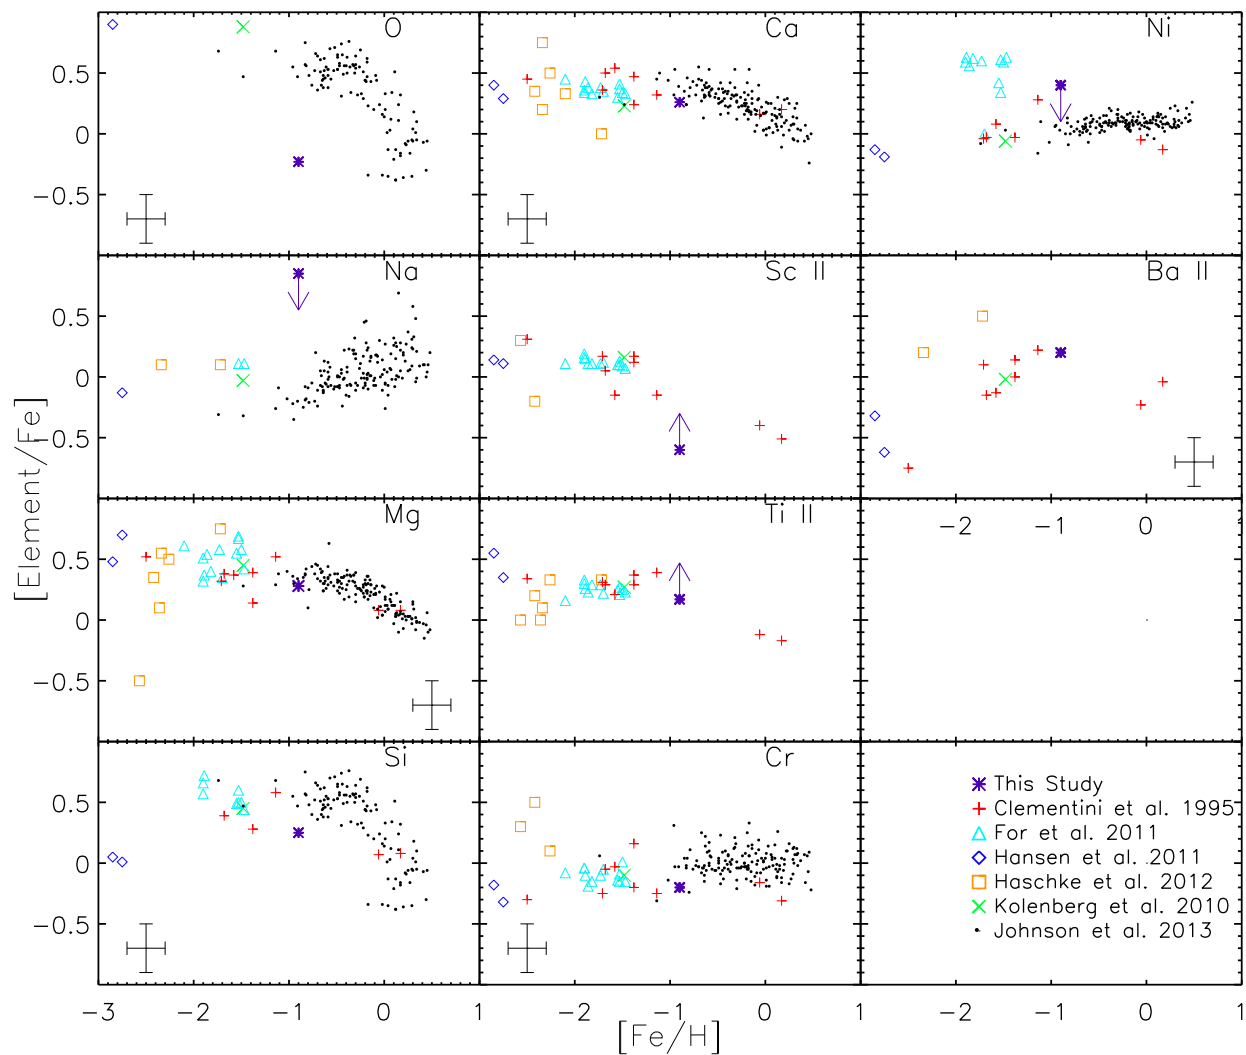 O Ca Ni
0.5
0
−0.5
Na Sc II Ba II
0.5
0
−0.5
−2 −1 0
[Element/Fe]
Mg Ti II
0.5
0
−0.5
Si Cr
0.5
0
−0.5
This Study
Clementini et al. 1995
For et al. 2011
Hansen et al. 2011
Haschke et al. 2012
Kolenberg et al. 2010
Johnson et al. 2013
−3 −2 −1 0 1 −2 −1 0 1 −2 −1 0 1
[Fe/H]